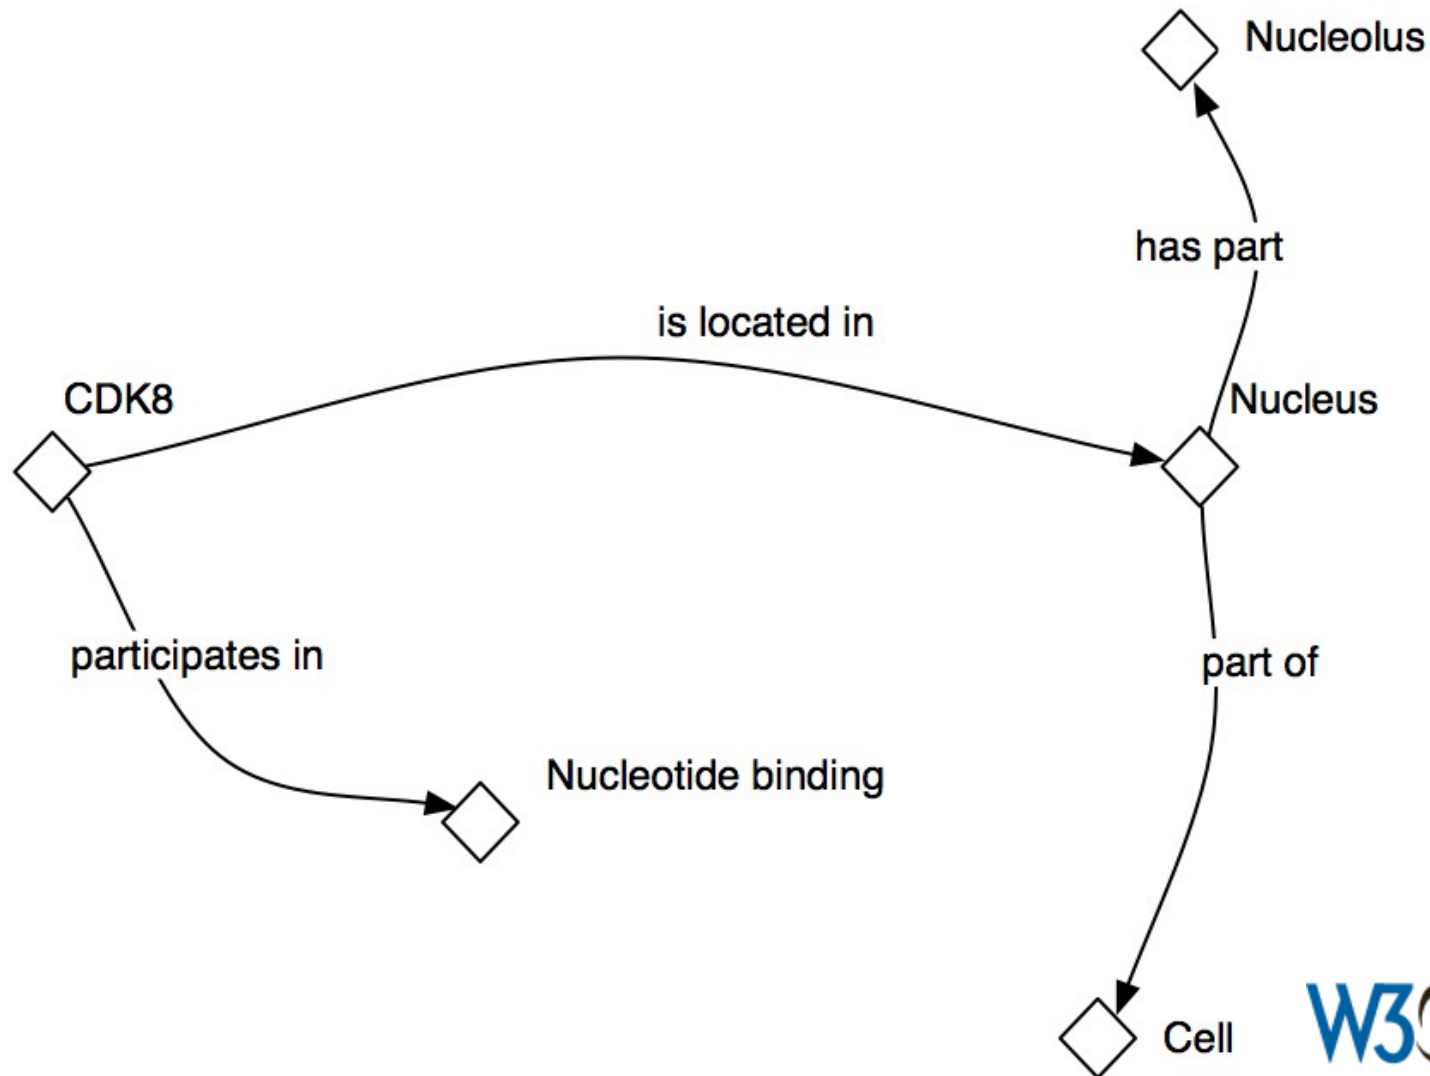 Nucleolus
has part
is located in
CDK8
Nucleus
participates in
part of
Nucleotide binding
Cell
W3